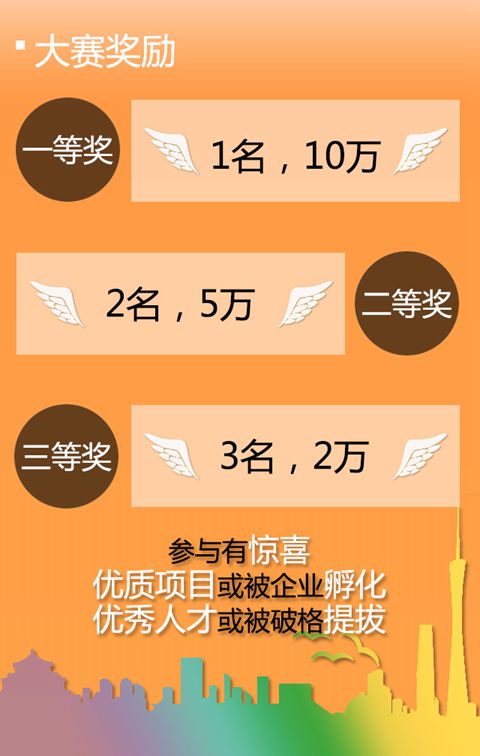 大赛奖励
一等奖
1名，10万
2名，5万
二等奖
三等奖
3名，2万
参与有惊喜
优质项目或被企业孵化
优秀人才或被破格提拔